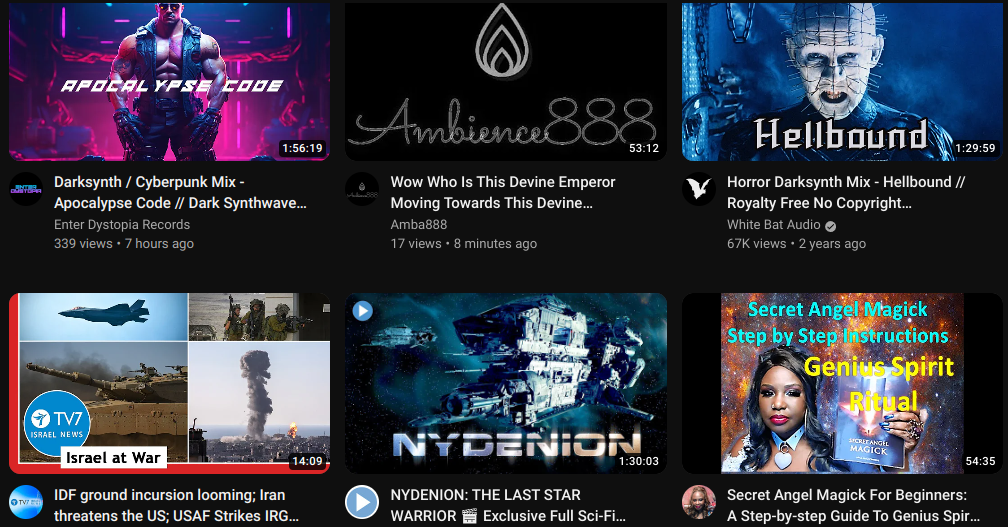 APOCALYPSE CODE
1:56:19
ENTER DYSTOPIA
Darksynth / Cyberpunk Mix -
Apocalypse Code // Dark Synthwave…
Enter Dystopia Records
339 views • 7 hours ago
Ambience888
53:12
Wow Who Is This Devine Emperor
Moving Towards This Devine…
Amba888
17 views • 8 minutes ago
Hellbound
1:29:59
Horror Darksynth Mix - Hellbound //
Royalty Free No Copyright…
White Bat Audio
67K views • 2 years ago
TV7
ISRAEL NEWS
Israel at War
14:09
TV7
IDF ground incursion looming; Iran
threatens the US; USAF Strikes IRG…
NYDENION
1:30:03
NYDENION: THE LAST STAR
WARRIOR 🎬 Exclusive Full Sci-Fi…
Secret Angel Magick
Step by Step Instructions
Genius Spirit
Ritual
SECRET ANGEL
MAGICK
54:35
Secret Angel Magick For Beginners:
A Step-by-step Guide To Genius Spir…